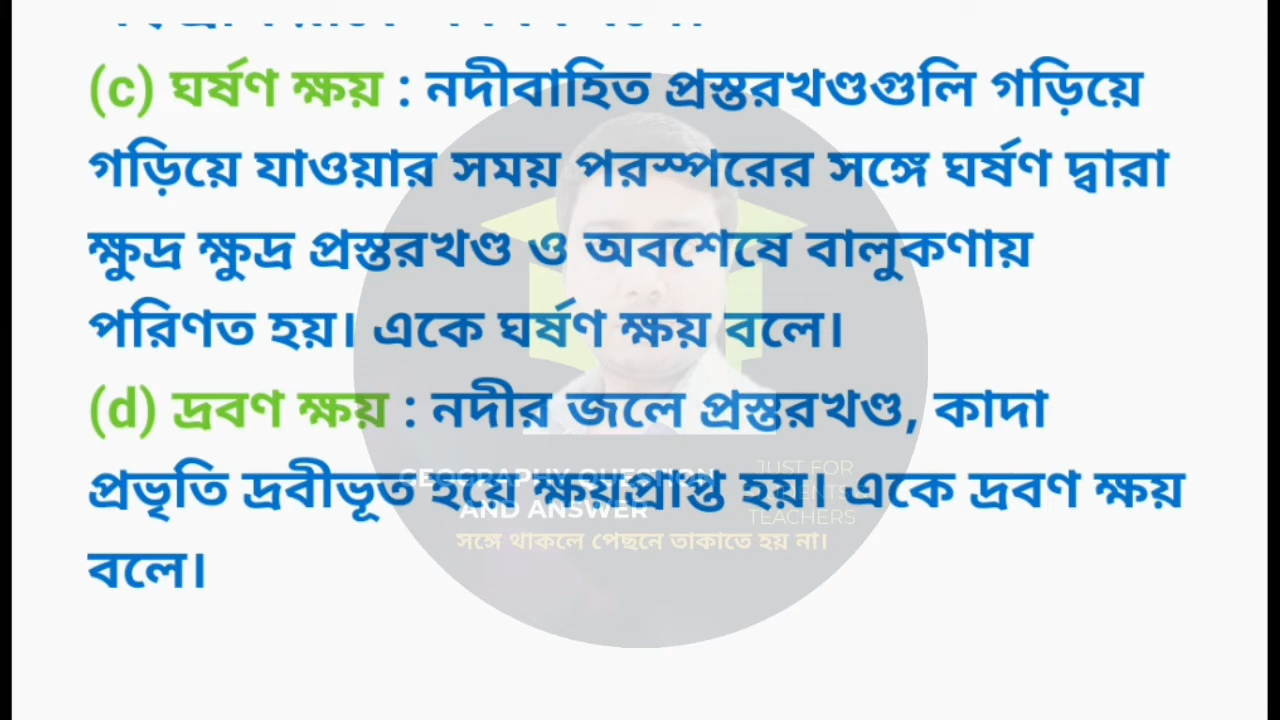 (c) ঘর্ষণ ক্ষয় : নদীবাহিত প্রস্তরখণ্ডগুলি গড়িয়ে
গড়িয়ে যাওয়ার সময় পরস্পরের সঙ্গে ঘর্ষণ দ্বারা
ক্ষুদ্র ক্ষুদ্র প্রস্তরখণ্ড ও অবশেষে বালুকণায়
পরিণত হয়। একে ঘর্ষণ ক্ষয় বলে।
(d) দ্রবণ ক্ষয় : নদীর জলে প্রস্তরখণ্ড, কাদা
প্রভৃতি দ্রবীভূত হয়ে ক্ষয়প্রাপ্ত হয়। একে দ্রবণ ক্ষয়
বলে।
GEOGRAPHY QUESTION
AND ANSWER
JUST FOR
TEACHERS
সঙ্গে থাকলে পেছনে তাকাতে হয় না।